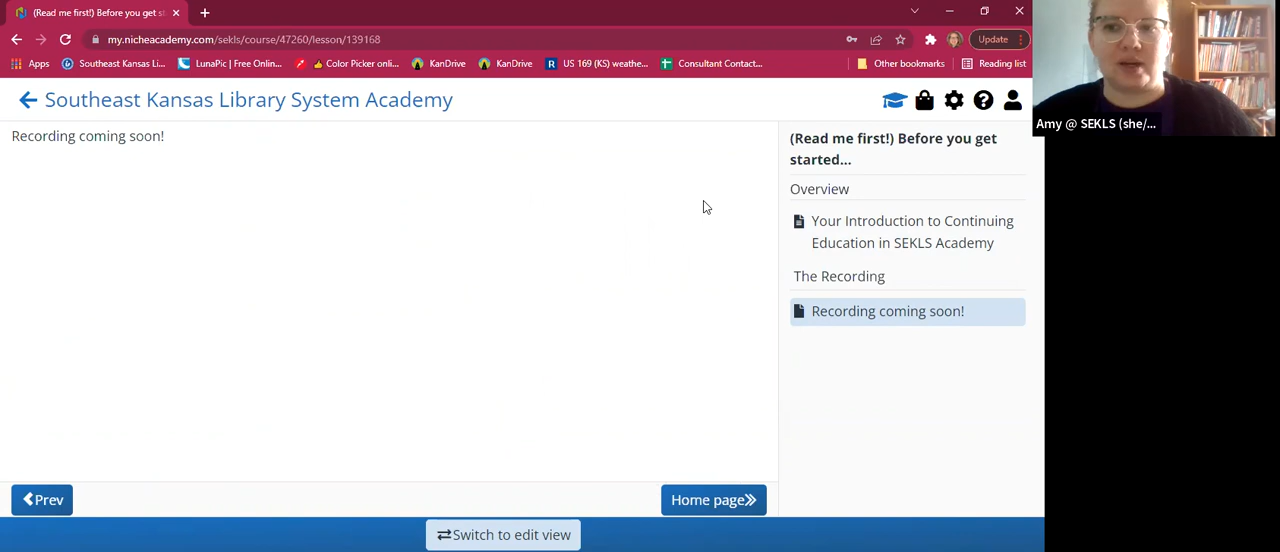 (Read me first!) Before you get s
my.nicheacademy.com/sekls/course/47260/lesson/139168
Update
Apps
Southeast Kansas Li...
LunaPic | Free Onlin...
Color Picker onli...
KanDrive
KanDrive
US 169 (KS) weathe...
Consultant Contact...
Other bookmarks
Reading list
Southeast Kansas Library System Academy
Recording coming soon!
(Read me first!) Before you get
started...
Overview
Your Introduction to Continuing
Education in SEKLS Academy
The Recording
Recording coming soon!
Prev
Home page
Switch to edit view
Amy @ SEKLS (she/...